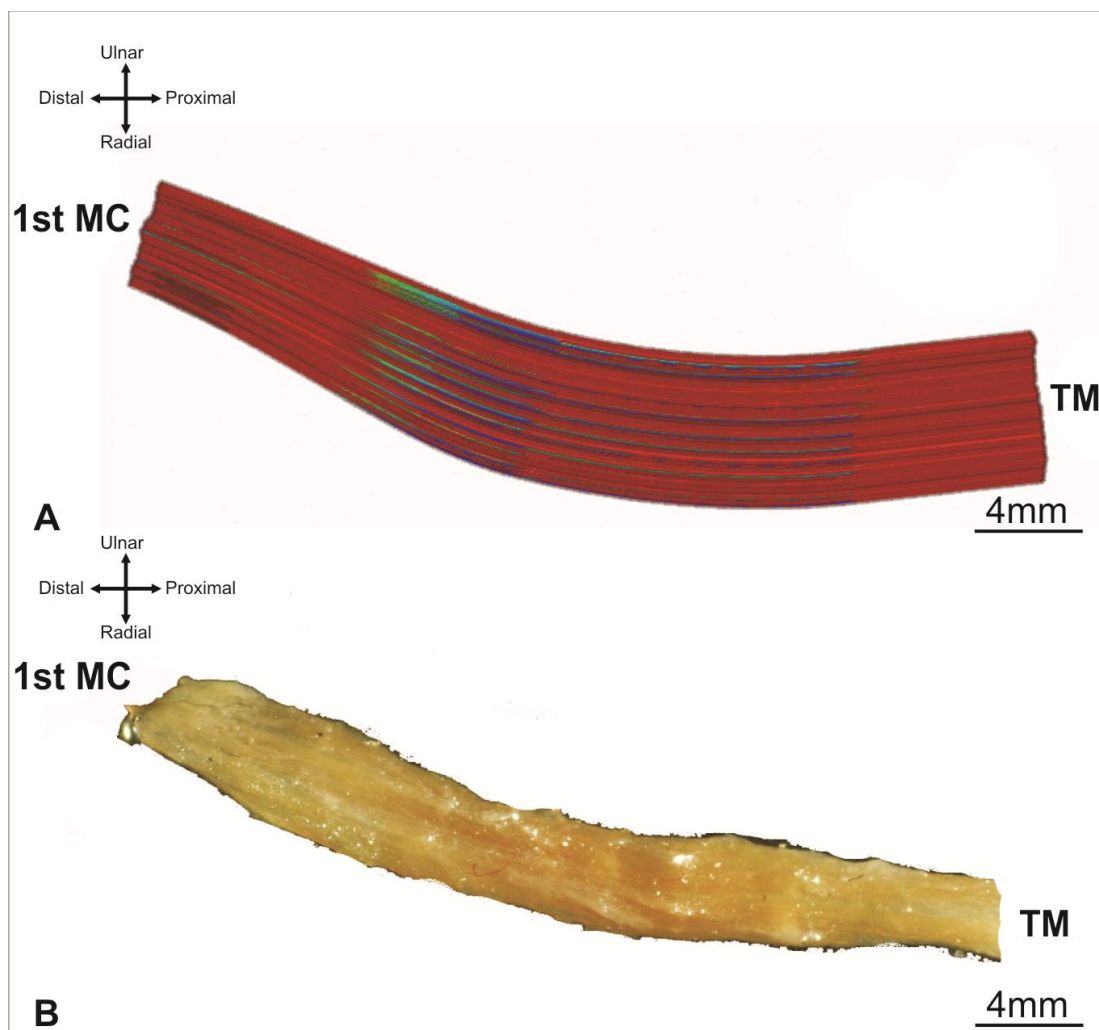 Ulnar
Distal Proximal
Radial
1st MC
TM
A
4mm
Ulnar
Distal Proximal
Radial
1st MC
TM
B
4mm